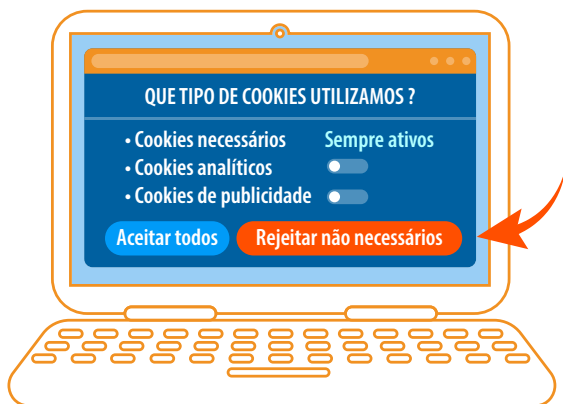 QUE TIPO DE COOKIES UTILIZAMOS ?
• Cookies necessários Sempre ativos
• Cookies analíticos
• Cookies de publicidade
Aceitar todos Rejeitar não necessários